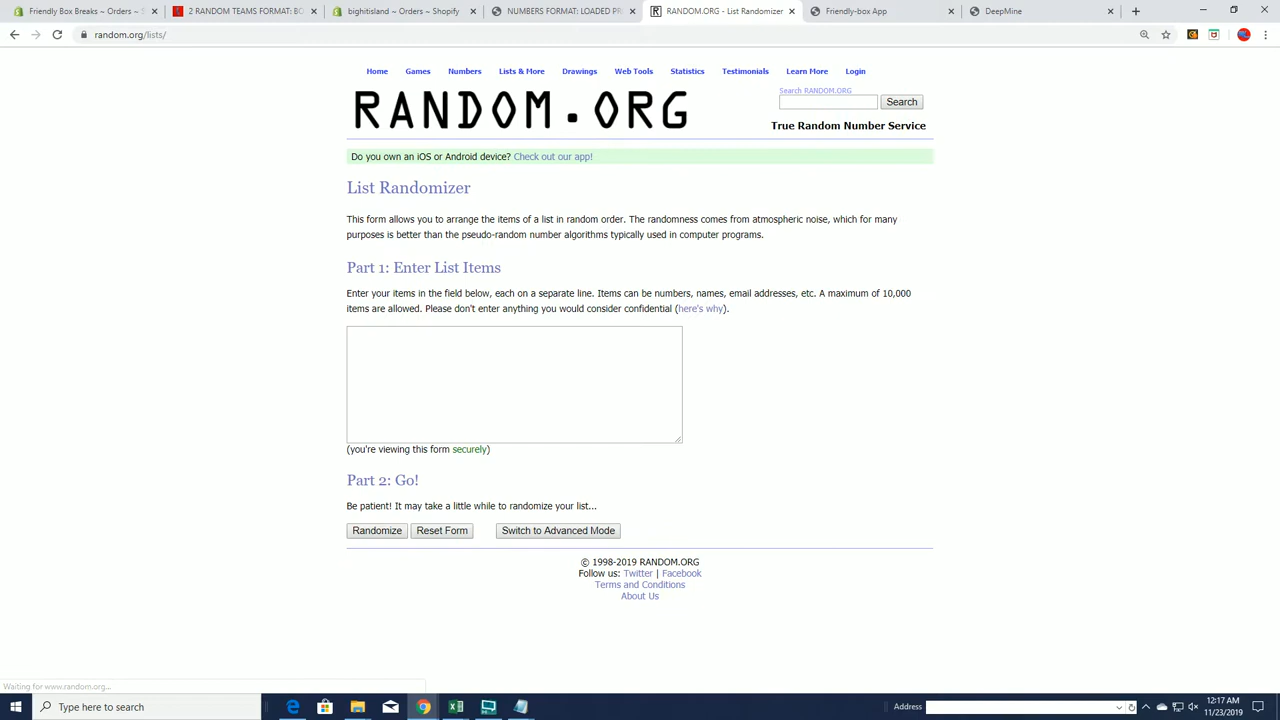 Friendly Box Breaks ~ Orders ~ S
RANDOM TEAMS FORMAT: BO
bighitisland ~ Orders ~ Shopify
NUMBERS FORMAT: LOADED PR
RANDOM.ORG - List Randomizer
Friendly-box App
DeepMine
random.org/lists/
Home Games Numbers Lists & More Drawings Web Tools Statistics Testimonials Learn More Login
RANDOM.ORG
Search RANDOM.ORG
Search
True Random Number Service
Do you own an iOS or Android device? Check out our app!
List Randomizer
This form allows you to arrange the items of a list in random order. The randomness comes from atmospheric noise, which for many
purposes is better than the pseudo-random number algorithms typically used in computer programs.
Part 1: Enter List Items
Enter your items in the field below, each on a separate line. Items can be numbers, names, email addresses, etc. A maximum of 10,000
items are allowed. Please don't enter anything you would consider confidential (here's why).
(you're viewing this form securely)
Part 2: Go!
Be patient! It may take a little while to randomize your list...
Randomize Reset Form Switch to Advanced Mode
© 1998-2019 RANDOM.ORG
Follow us: Twitter | Facebook
Terms and Conditions
About Us
Waiting for www.random.org...
Type here to search
Address
12:17 AM
11/23/2019